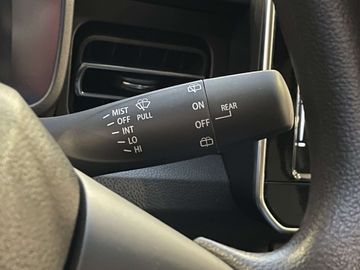 MIST
OFF PULL
INT
LO
HI
ON
REAR
OFF